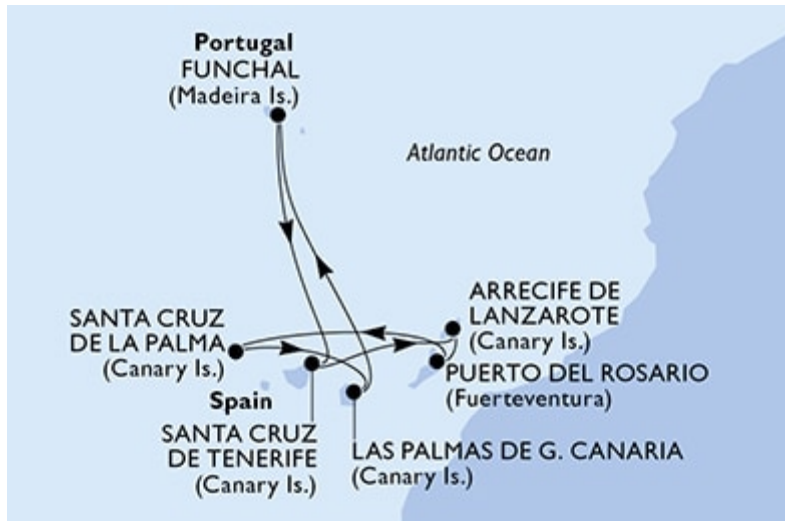 Portugal
FUNCHAL
(Madeira Is.)
Atlantic Ocean
ARRECIFE DE
LANZAROTE
(Canary Is.)
SANTA CRUZ
DE LA PALMA
(Canary Is.)
PUERTO DEL ROSARIO
(Fuerteventura)
Spain
SANTA CRUZ
DE TENERIFE
(Canary Is.)
LAS PALMAS DE G. CANARIA
(Canary Is.)